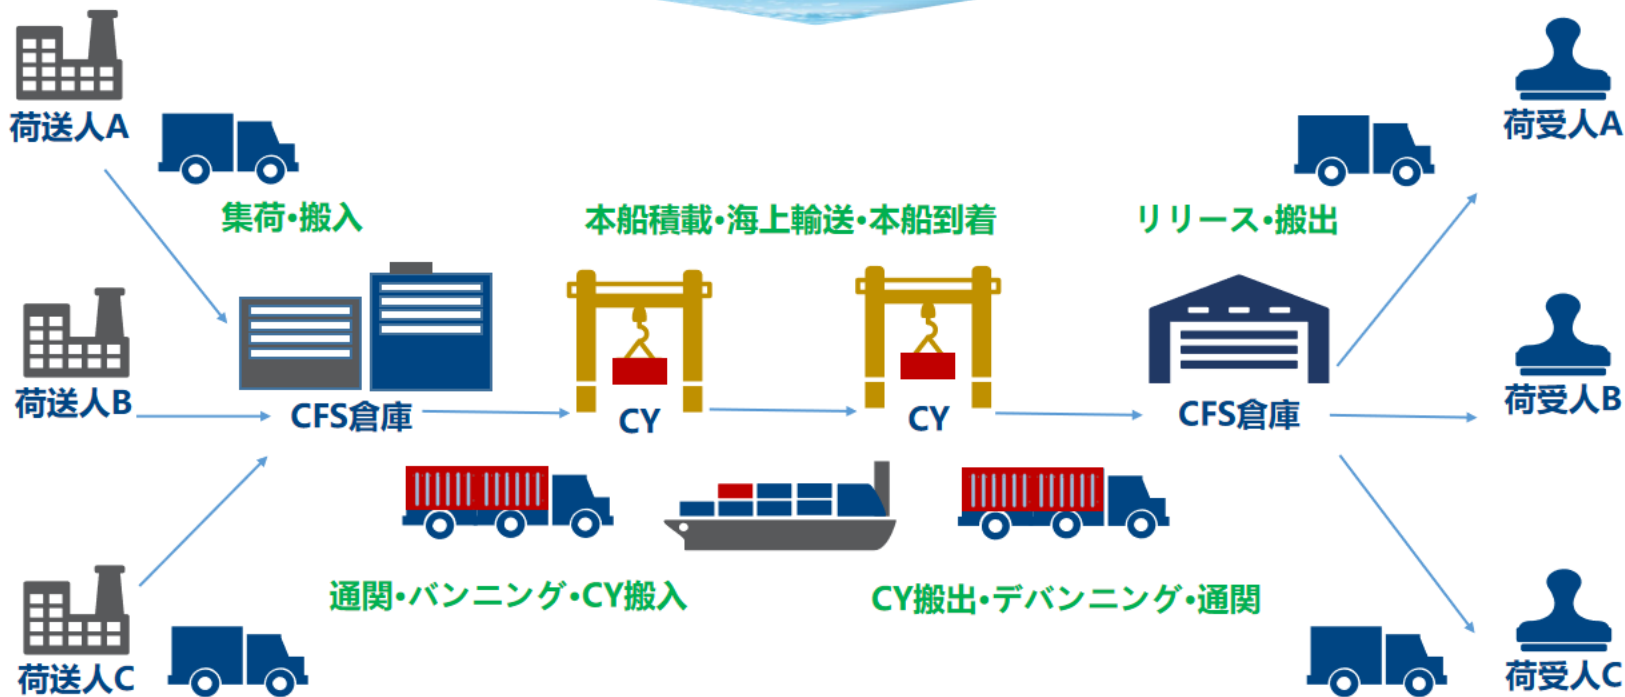 荷送人A
荷受人A
集荷・搬入
本船積載・海上輸送・本船到着
リリース・搬出
荷送人B
CFS倉庫
CY
CY
CFS倉庫
荷受人B
通関・バンニング・CY搬入
CY搬出・デバンニング・通関
荷送人C
荷受人C